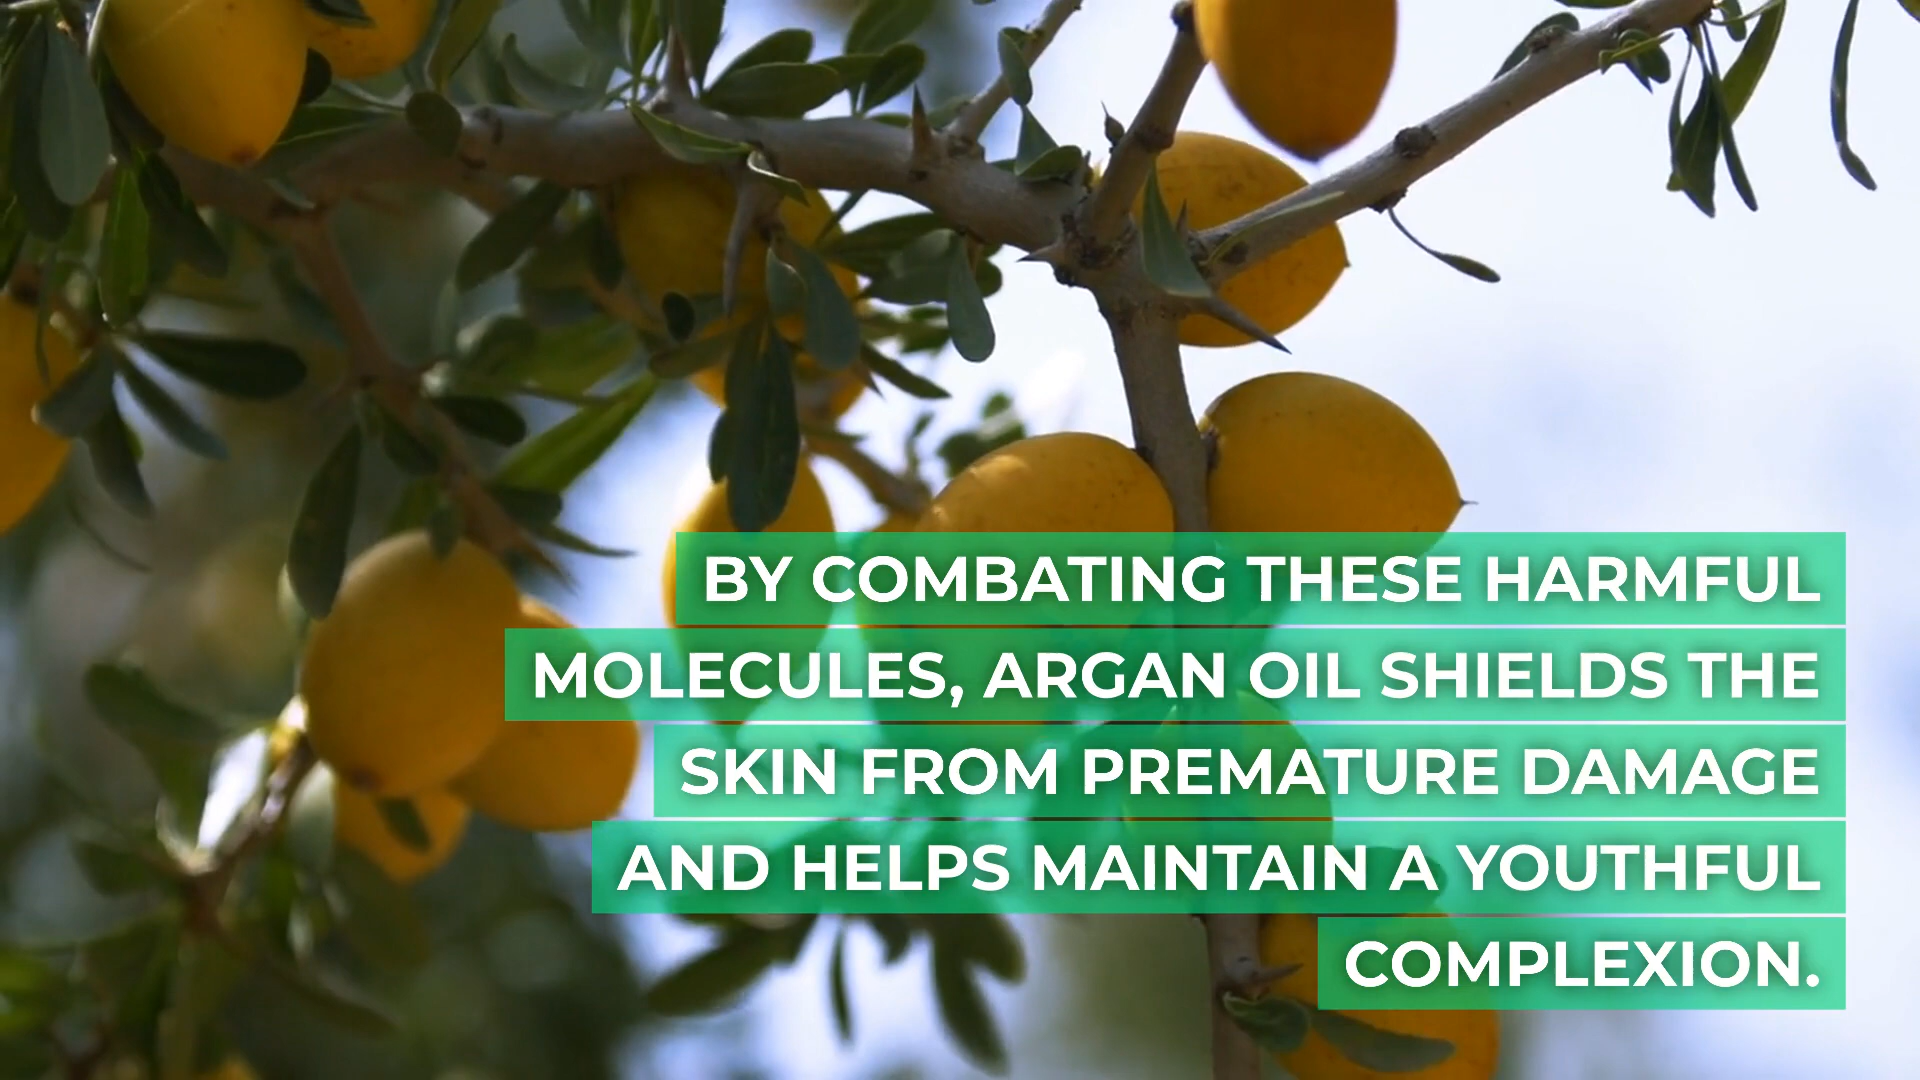 BY COMBATING THESE HARMFUL
MOLECULES, ARGAN OIL SHIELDS THE
SKIN FROM PREMATURE DAMAGE
AND HELPS MAINTAIN A YOUTHFUL
COMPLEXION.